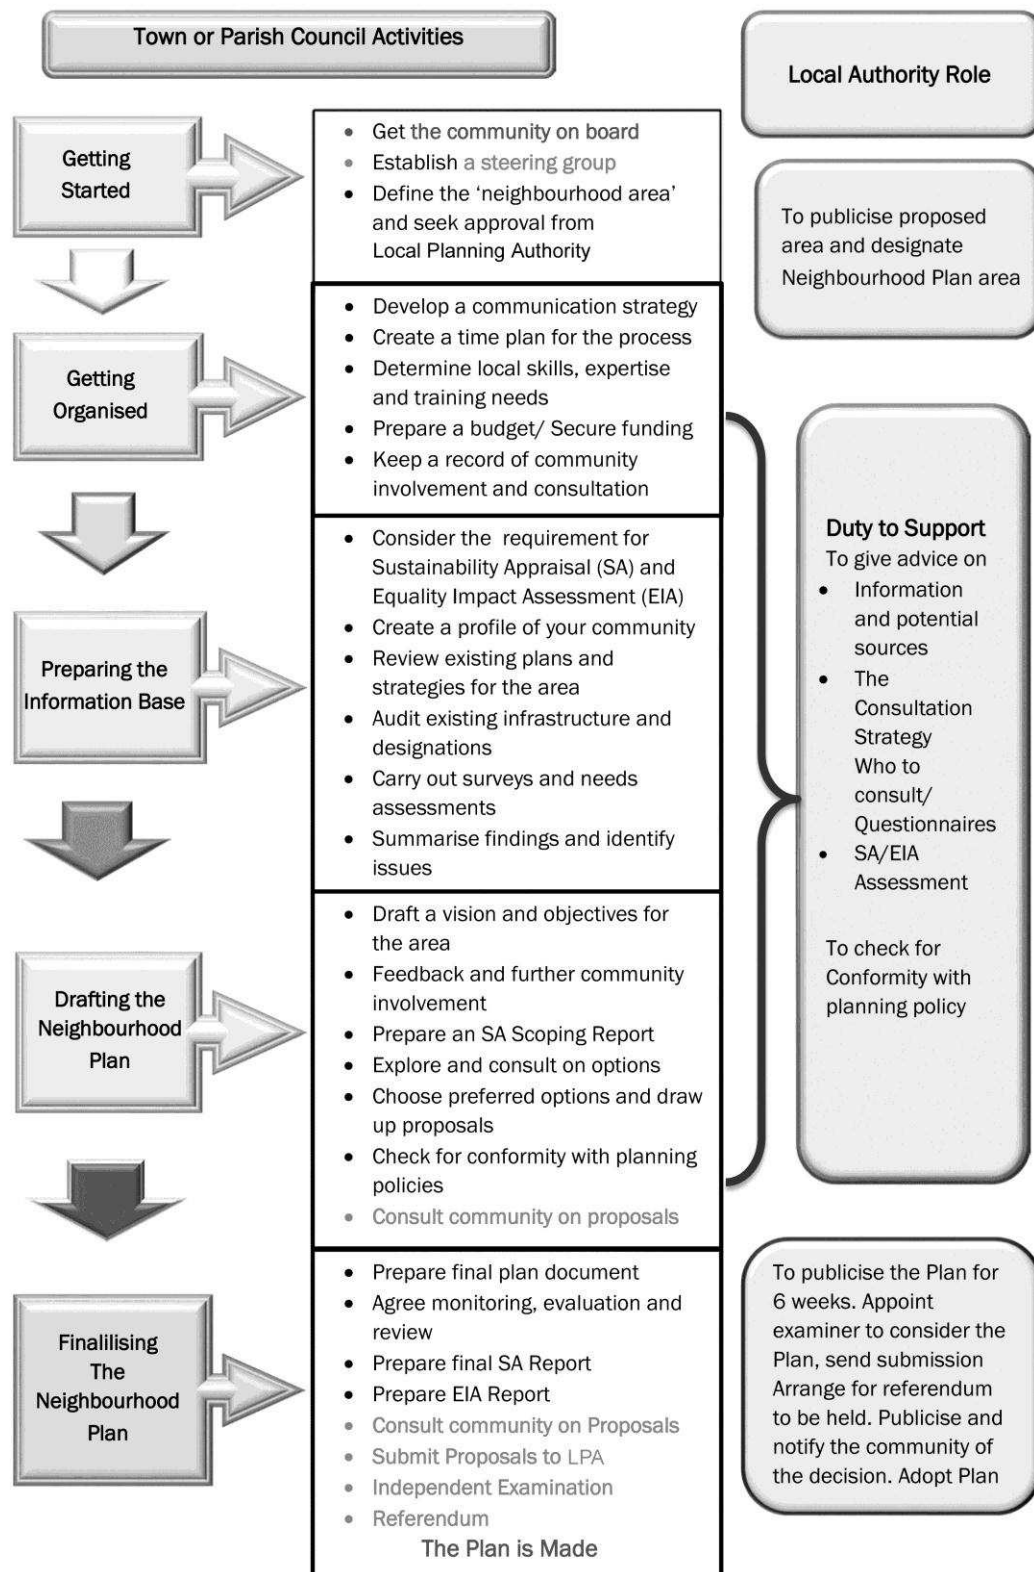 Town or Parish Council Activities
Local Authority Role
Getting
Started
• Get the community on board
• Establish a steering group
• Define the ‘neighbourhood area’
and seek approval from
Local Planning Authority
To publicise proposed
area and designate
Neighbourhood Plan area
Getting
Organised
• Develop a communication strategy
• Create a time plan for the process
• Determine local skills, expertise
and training needs
• Prepare a budget/ Secure funding
• Keep a record of community
involvement and consultation
Preparing the
Information Base
• Consider the requirement for
Sustainability Appraisal (SA) and
Equality Impact Assessment (EIA)
• Create a profile of your community
• Review existing plans and
strategies for the area
• Audit existing infrastructure and
designations
• Carry out surveys and needs
assessments
• Summarise findings and identify
issues
Drafting the
Neighbourhood
Plan
• Draft a vision and objectives for
the area
• Feedback and further community
involvement
• Prepare an SA Scoping Report
• Explore and consult on options
• Choose preferred options and draw
up proposals
• Check for conformity with planning
policies
• Consult community on proposals
Duty to Support
To give advice on
• Information
and potential
sources
• The
Consultation
Strategy
Who to
consult/
Questionnaires
• SA/EIA
Assessment
To check for
Conformity with
planning policy
Finalilising
The
Neighbourhood
Plan
• Prepare final plan document
• Agree monitoring, evaluation and
review
• Prepare final SA Report
• Prepare EIA Report
• Consult community on Proposals
• Submit Proposals to LPA
• Independent Examination
• Referendum
The Plan is Made
To publicise the Plan for
6 weeks. Appoint
examiner to consider the
Plan, send submission
Arrange for referendum
to be held. Publicise and
notify the community of
the decision. Adopt Plan